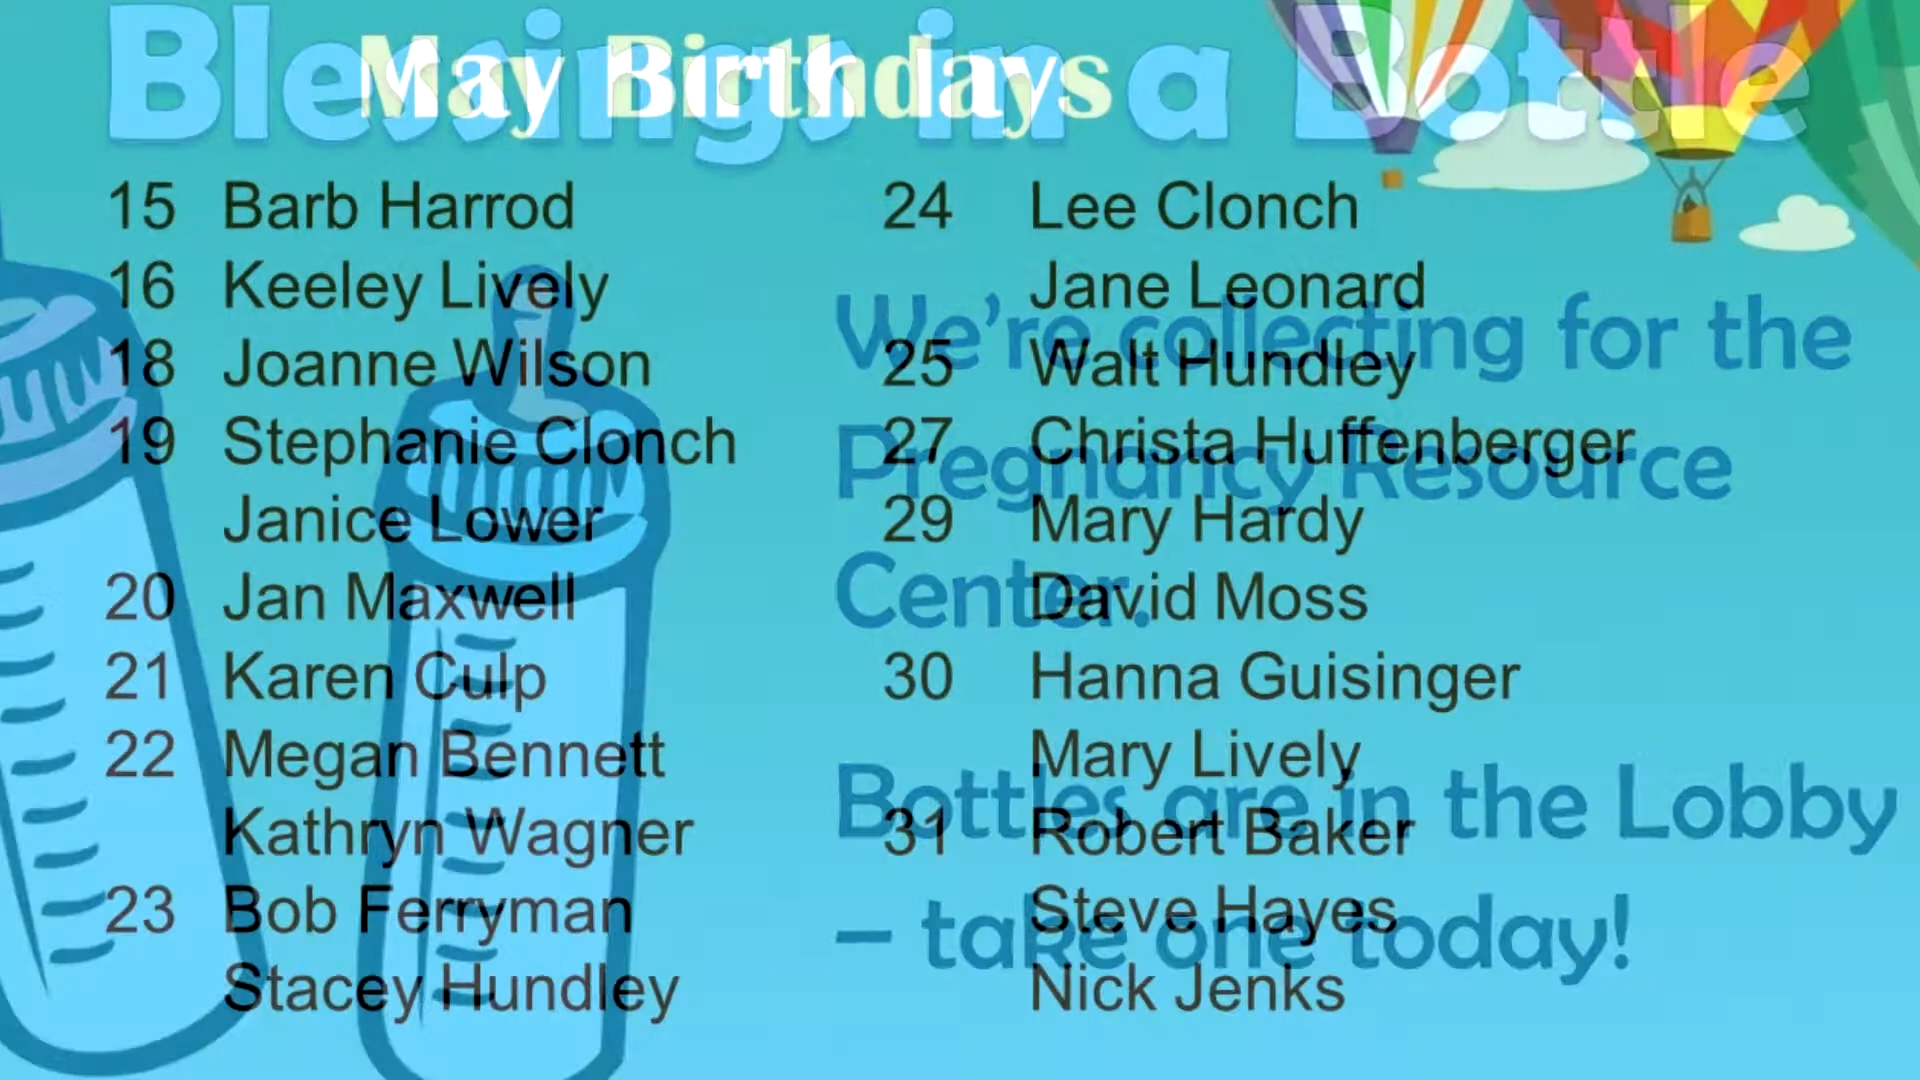 Blessings in a Bottle
May Birthdays
15 Barb Harrod
16 Keeley Lively
18 Joanne Wilson
19 Stephanie Clonch
Janice Lower
20 Jan Maxwell
21 Karen Culp
22 Megan Bennett
Kathryn Wagner
23 Bob Ferryman
Stacey Hundley
24 Lee Clonch
Jane Leonard
25 Walt Hundley
27 Christa Huffenberger
29 Mary Hardy
David Moss
30 Hanna Guisinger
Mary Lively
31 Robert Baker
Steve Hayes
Nick Jenks
We're collecting for the
Pregnancy Resource
Center.
Bottles are in the Lobby
– take one today!